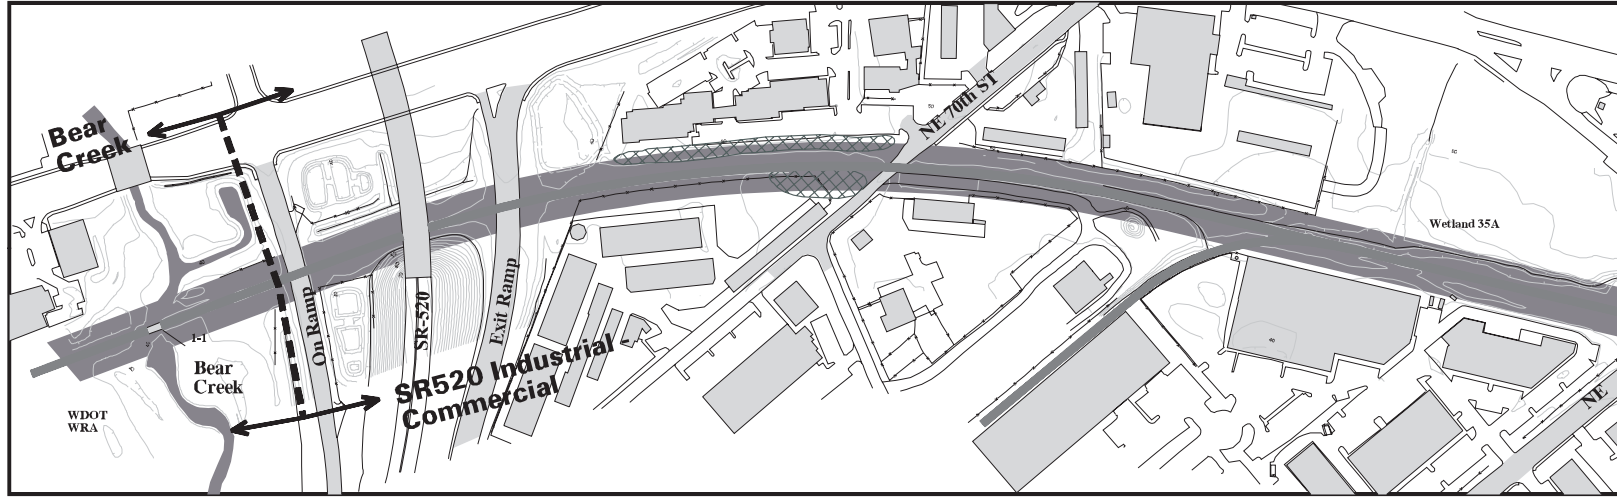 Bear
Creek
NE 70th ST
Wetland 35A
On Ramp
SR-520
Exit Ramp
1-1
Bear
Creek
SR520 Industrial -
Commercial
WDOT
WRA
NE